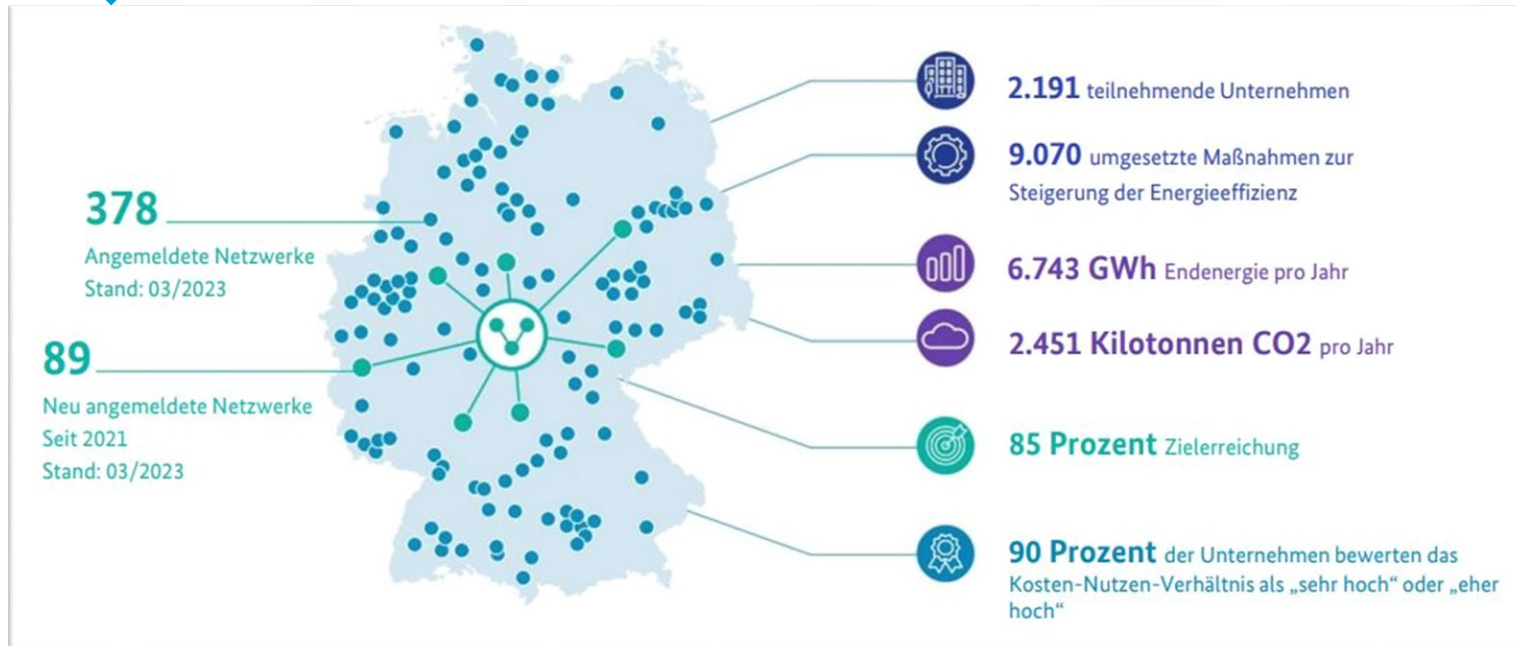 378
Angemeldete Netzwerke
Stand: 03/2023
89
Neu angemeldete Netzwerke
Seit 2021
Stand: 03/2023
2.191 teilnehmende Unternehmen
9.070 umgesetzte Maßnahmen zur
Steigerung der Energieeffizienz
6.743 GWh Endenergie pro Jahr
2.451 Kilotonnen CO2 pro Jahr
85 Prozent Zielerreichung
90 Prozent der Unternehmen bewerten das
Kosten-Nutzen-Verhältnis als „sehr hoch“ oder „eher
hoch“